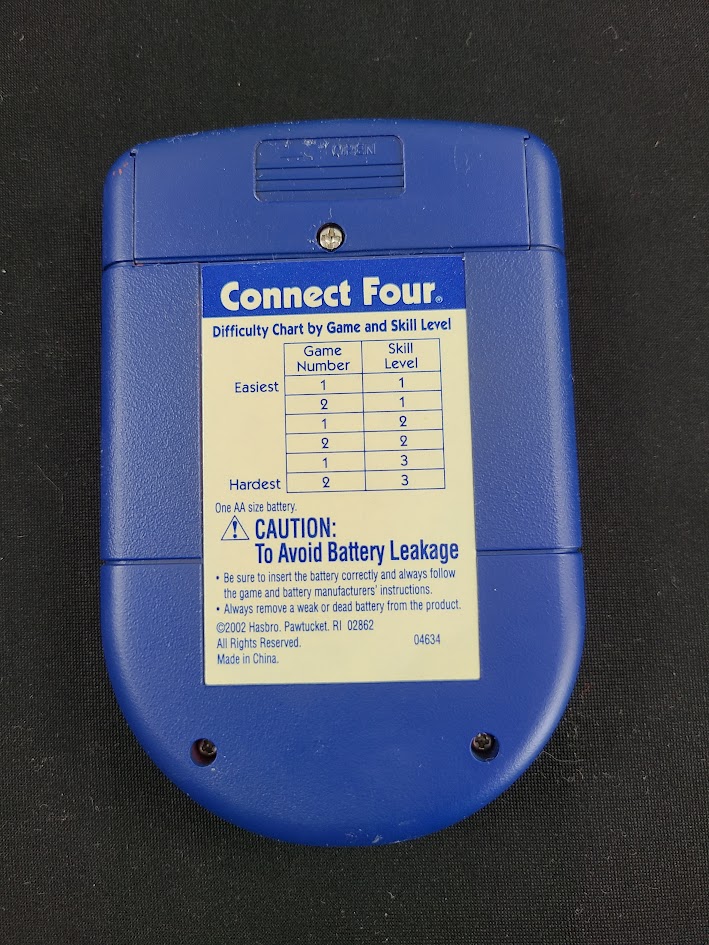 OPEN
Connect Four®
Difficulty Chart by Game and Skill Level
Game Number Skill Level
Easiest 1 1
2 1
1 2
2 2
1 3
Hardest 2 3
One AA size battery.
CAUTION:
To Avoid Battery Leakage
• Be sure to insert the battery correctly and always follow
the game and battery manufacturers' instructions.
• Always remove a weak or dead battery from the product.
©2002 Hasbro. Pawtucket. RI 02862
All Rights Reserved. 04634
Made in China.